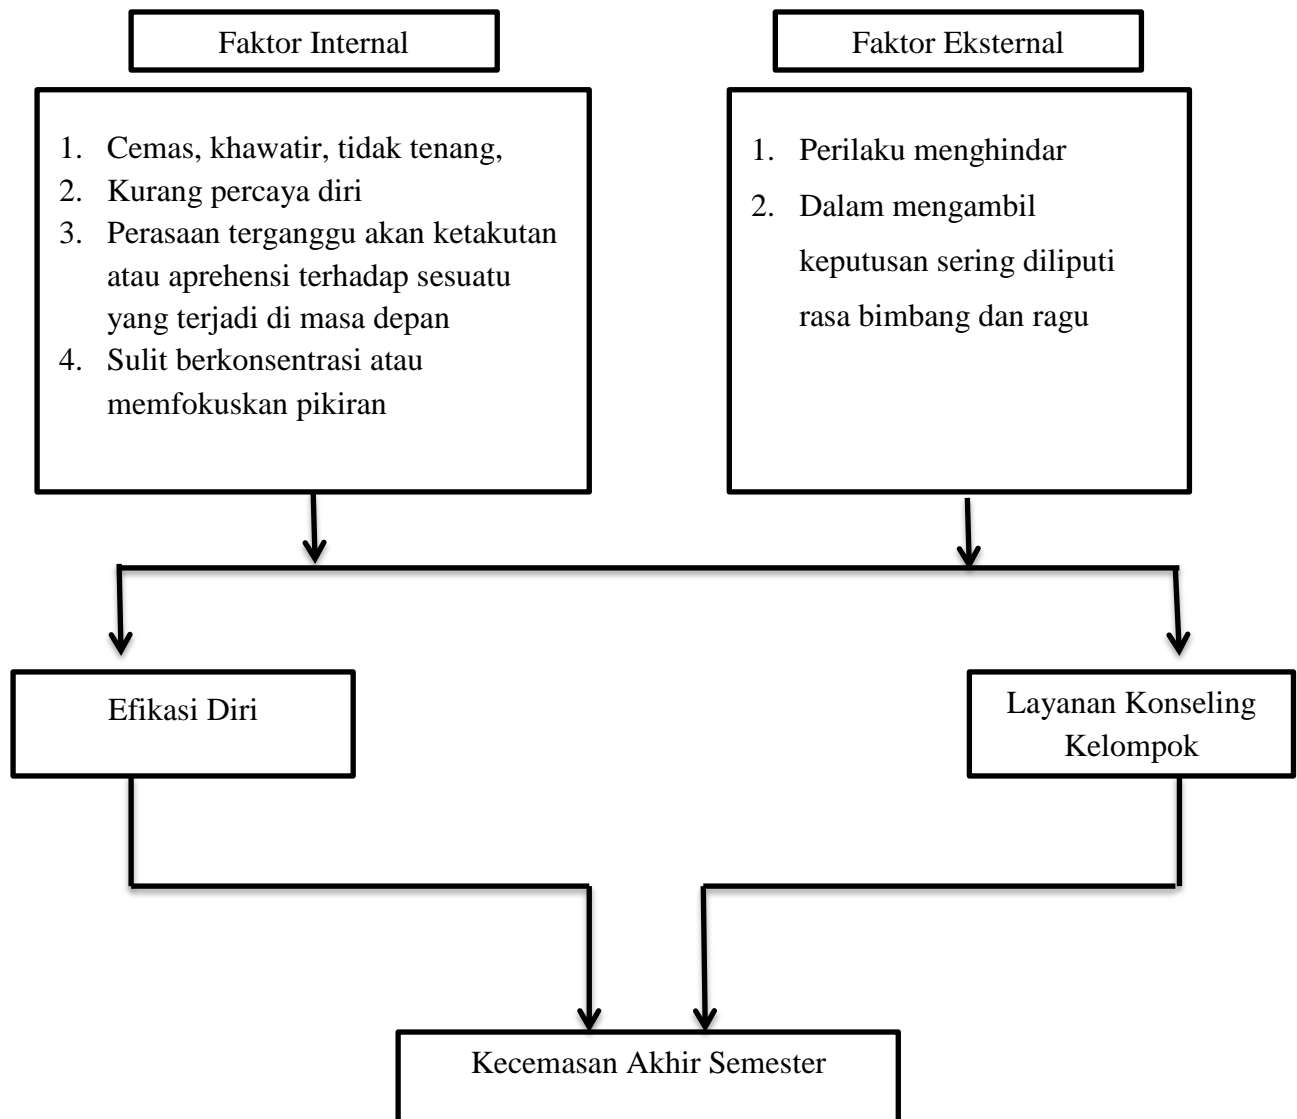 Faktor Internal
Faktor Eksternal
1. Cemas, khawatir, tidak tenang,
2. Kurang percaya diri
3. Perasaan terganggu akan ketakutan
atau aprehensi terhadap sesuatu
yang terjadi di masa depan
4. Sulit berkonsentrasi atau
memfokuskan pikiran
1. Perilaku menghindar
2. Dalam mengambil
keputusan sering diliputi
rasa bimbang dan ragu
Efikasi Diri
Layanan Konseling
Kelompok
Kecemasan Akhir Semester